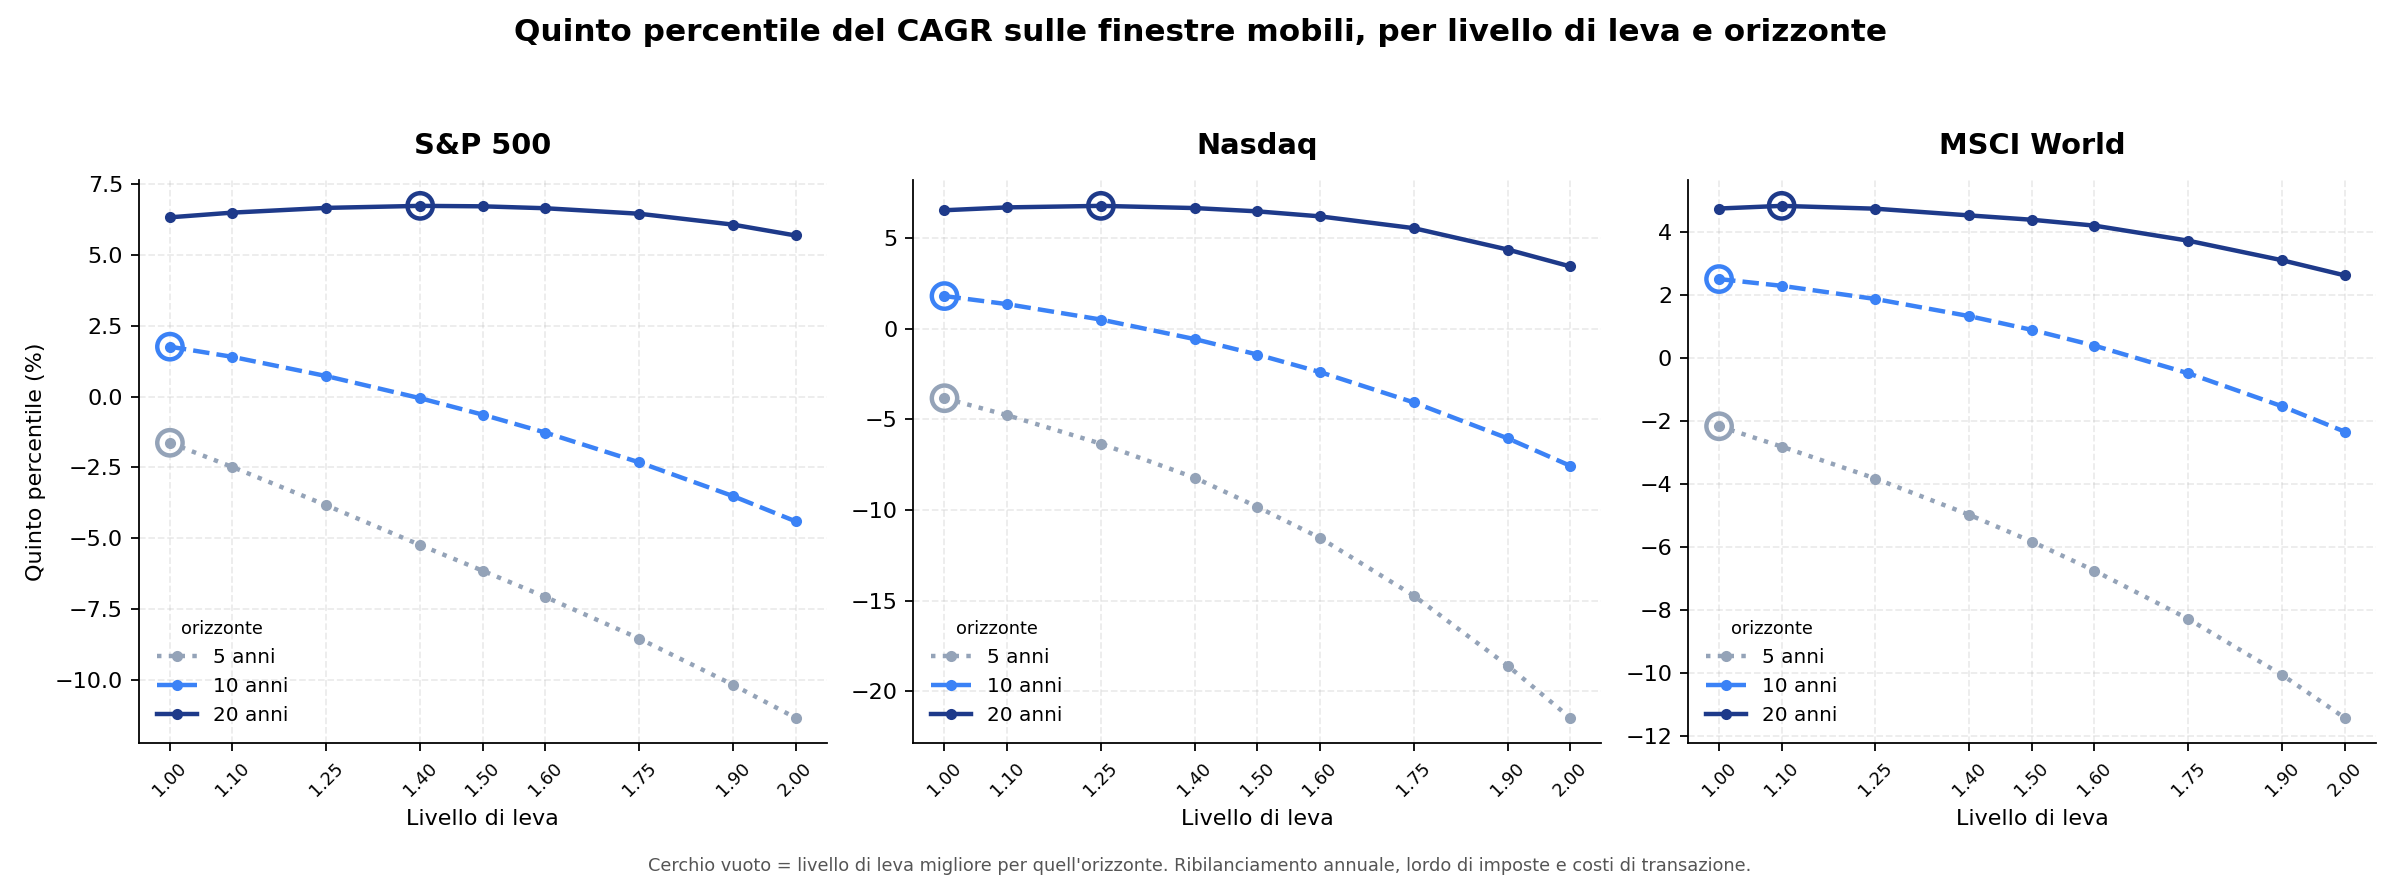 Quinto percentile del CAGR sulle finestre mobili, per livello di leva e orizzonte
S&P 500
Quinto percentile (%)
7.5
5.0
2.5
0.0
−2.5
−5.0
−7.5
−10.0
orizzonte
5 anni
10 anni
20 anni
1.00
1.10
1.25
1.40
1.50
1.60
1.75
1.90
2.00
Livello di leva
Nasdaq
5
0
−5
−10
−15
−20
orizzonte
5 anni
10 anni
20 anni
1.00
1.10
1.25
1.40
1.50
1.60
1.75
1.90
2.00
Livello di leva
MSCI World
4
2
0
−2
−4
−6
−8
−10
−12
orizzonte
5 anni
10 anni
20 anni
1.00
1.10
1.25
1.40
1.50
1.60
1.75
1.90
2.00
Livello di leva
Cerchio vuoto = livello di leva migliore per quell'orizzonte. Ribilanciamento annuale, lordo di imposte e costi di transazione.